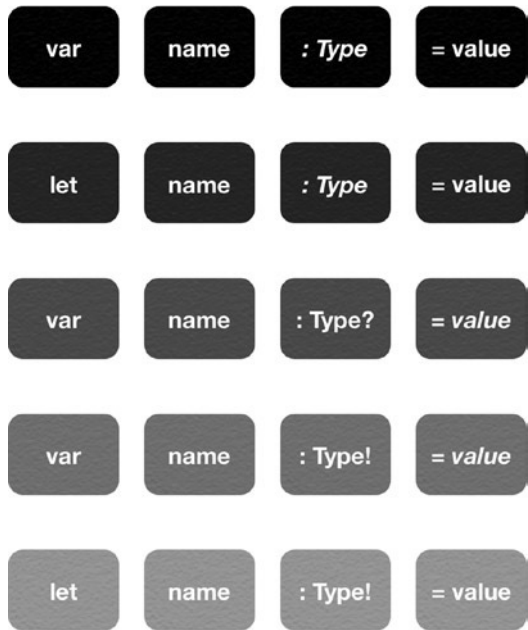 var name : Type = value
let name : Type = value
var name : Type? = value
var name : Type! = value
let name : Type! = value